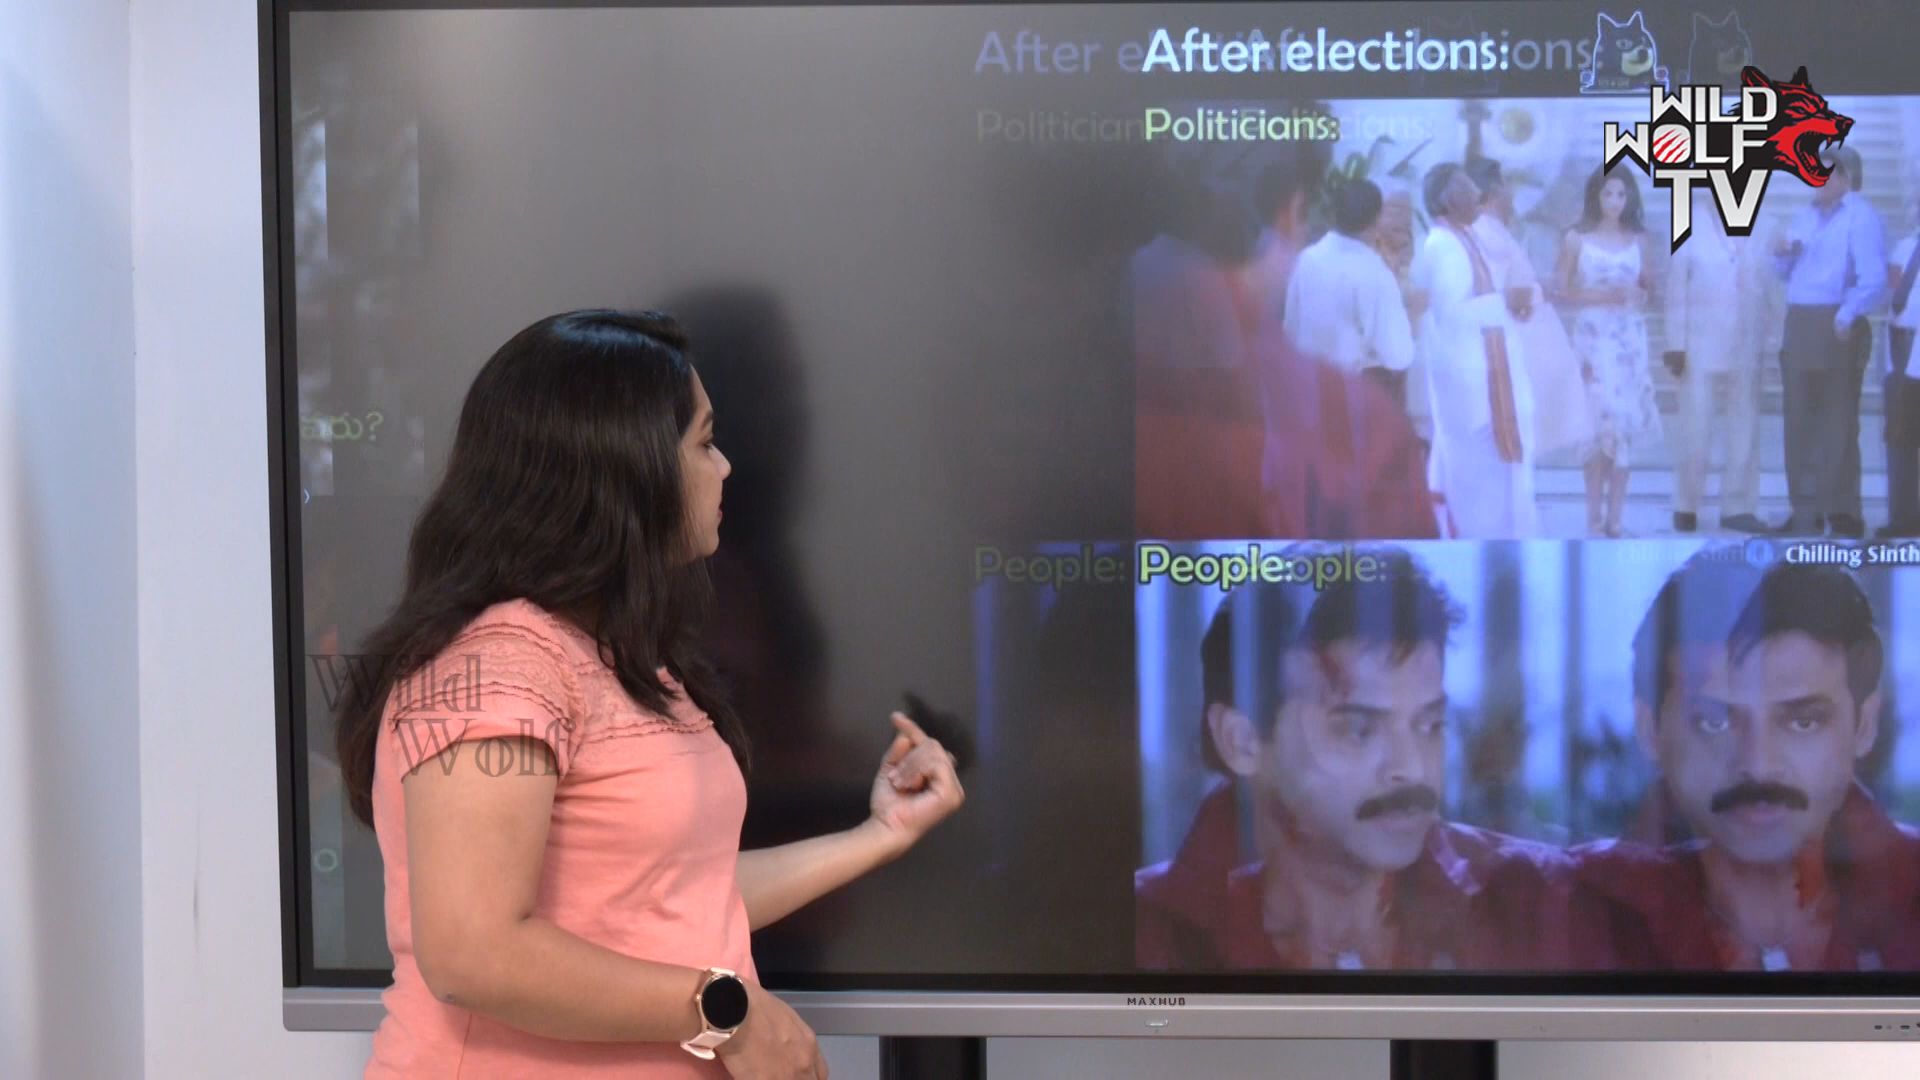 After elections:
Politicians:
WILD
WOLF
TV
People:
Chilling Sinth
Wild
Wolf
MAXHUB